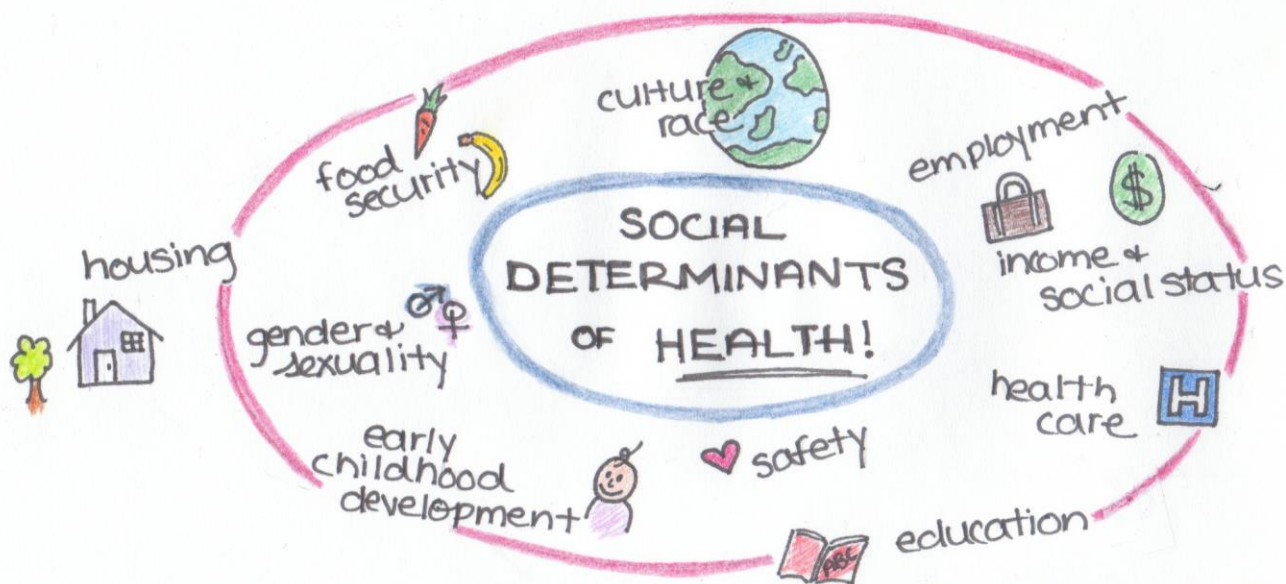 SOCIAL
DETERMINANTS
OF HEALTH!
culture &
race
employment
$
income &
social status
health
care
H
education
ABC
safety
early
childhood
development
gender &
sexuality
housing
food
security